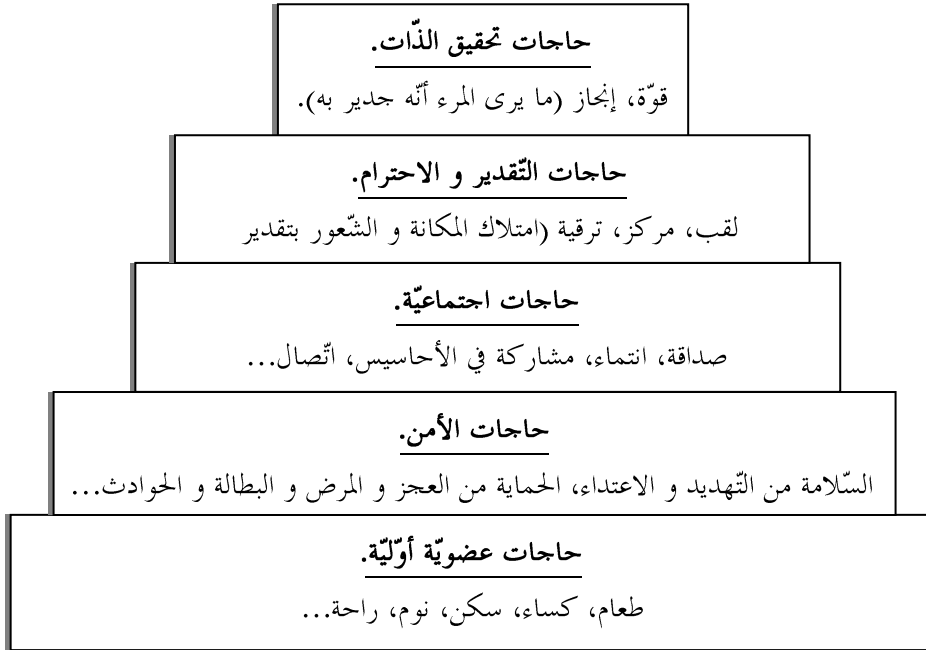 حاجات تحقيق الذّات.
قوّة، إنجاز (ما يرى المرء أنّه جدير به).
حاجات التّقدير و الاحترام.
لقب، مركز، ترقية (امتلاك المكانة و الشّعور بتقدير
حاجات اجتماعيّة.
صداقة، انتماء، مشاركة في الأحاسيس، اتّصال...
حاجات الأمن.
السّلامة من التّهديد و الاعتداء، الحماية من العجز و المرض و البطالة و الحوادث...
حاجات عضويّة أوّليّة.
طعام، كساء، سكن، نوم، راحة...